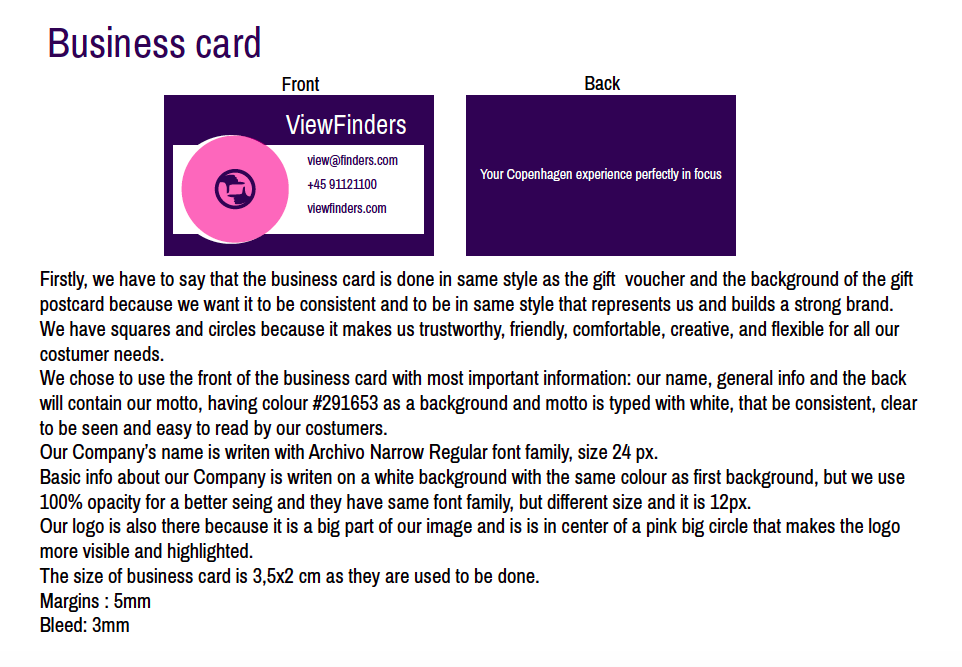 Business card
Front
Back
ViewFinders
view@finders.com
+45 91121100
viewfinders.com
Your Copenhagen experience perfectly in focus
Firstly, we have to say that the business card is done in same style as the gift  voucher and the background of the gift
postcard because we want it to be consistent and to be in same style that represents us and builds a strong brand.
We have squares and circles because it makes us trustworthy, friendly, comfortable, creative, and flexible for all our
costumer needs.
We chose to use the front of the business card with most important information: our name, general info and the back
will contain our motto, having colour #291653 as a background and motto is typed with white, that be consistent, clear
to be seen and easy to read by our costumers.
Our Company's name is writen with Archivo Narrow Regular font family, size 24 px.
Basic info about our Company is writen on a white background with the same colour as first background, but we use
100% opacity for a better seing and they have same font family, but different size and it is 12px.
Our logo is also there because it is a big part of our image and is is in center of a pink big circle that makes the logo
more visible and highlighted.
The size of business card is 3,5x2 cm as they are used to be done.
Margins : 5mm
Bleed: 3mm